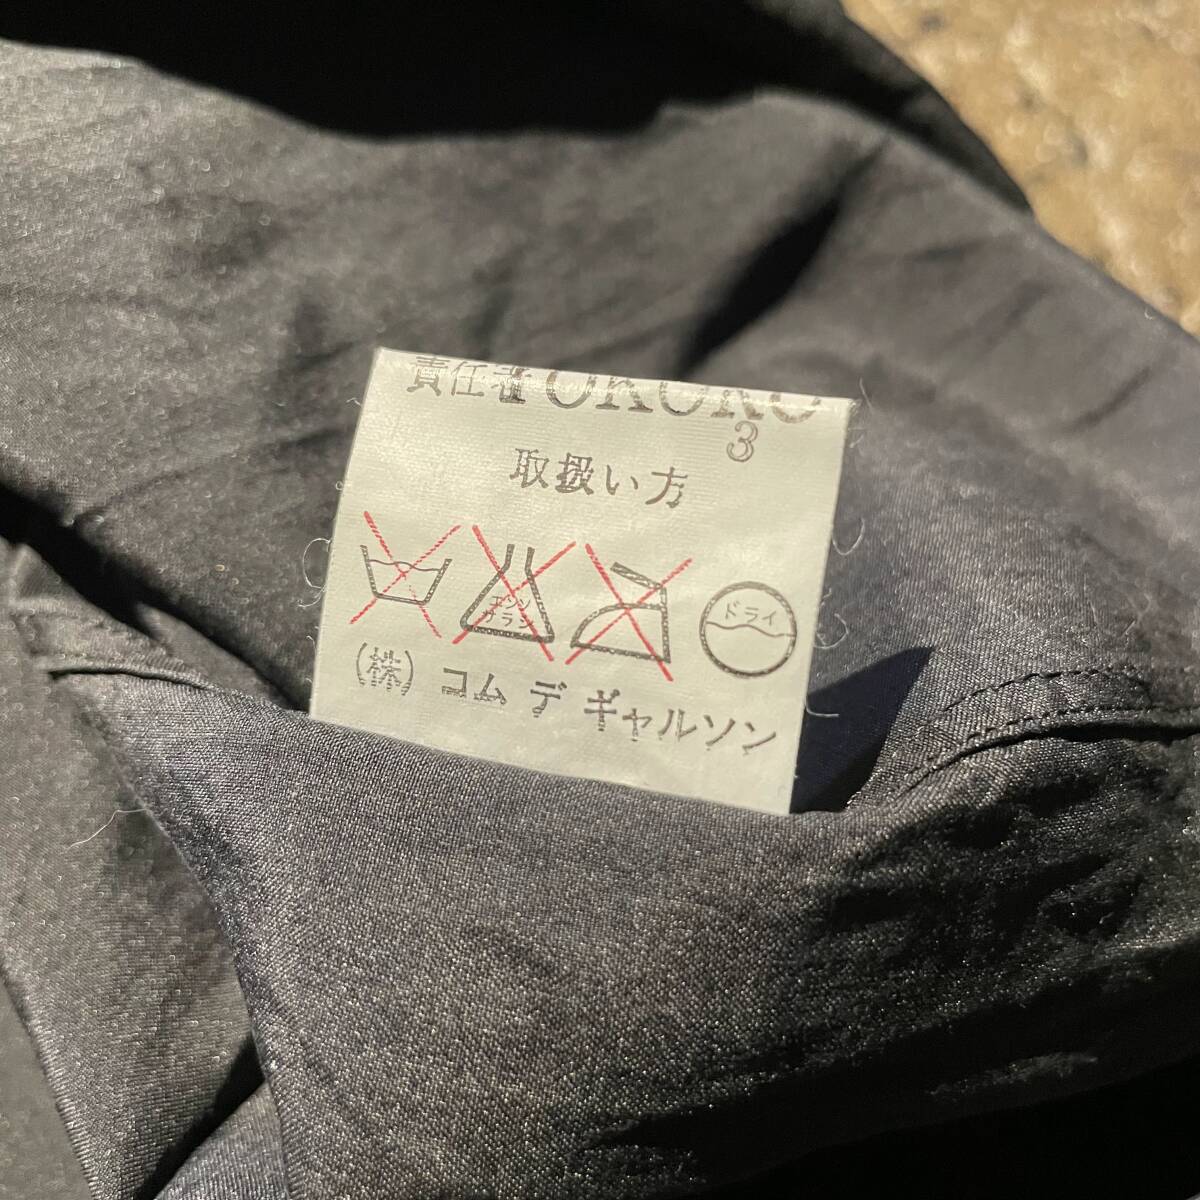 責任者 TOKUKO
3
取扱い方
エンソ
サラシ
ドライ
(株) コム デ ギャルソン